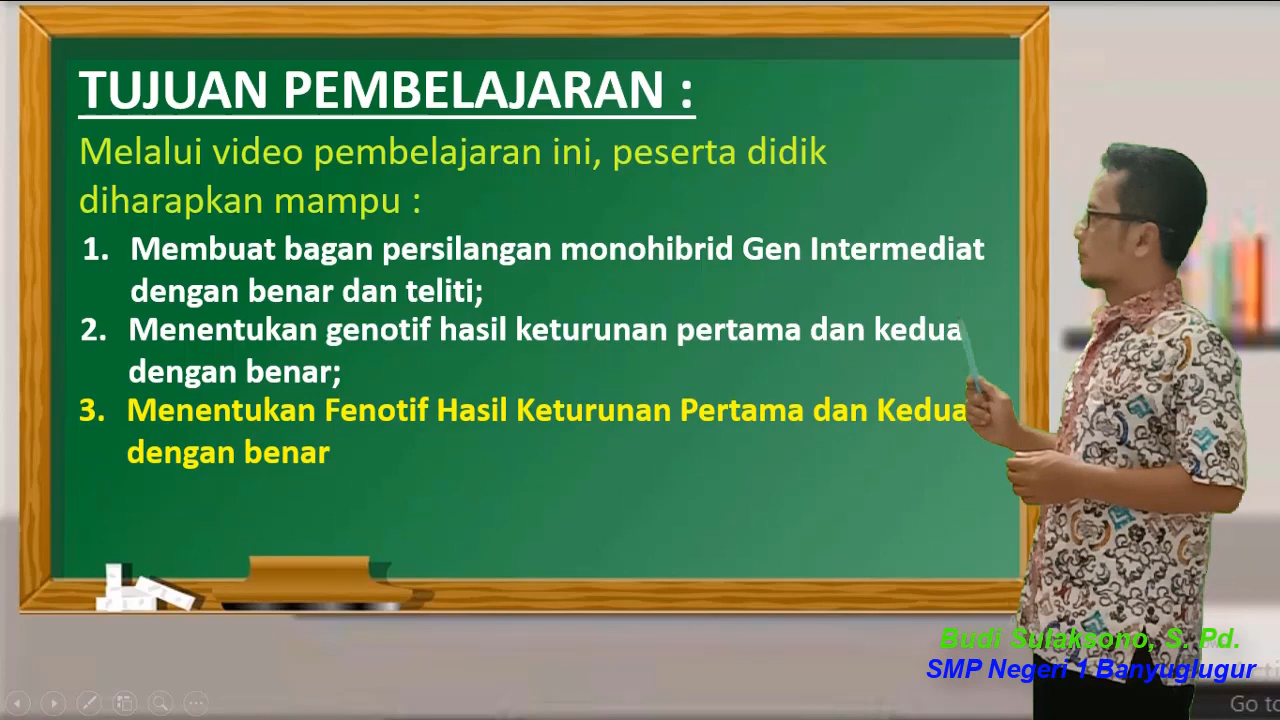 TUJUAN PEMBELAJARAN :
Melalui video pembelajaran ini, peserta didik
diharapkan mampu :
1. Membuat bagan persilangan monohibrid Gen Intermediat
dengan benar dan teliti;
2. Menentukan genotif hasil keturunan pertama dan kedua
dengan benar;
3. Menentukan Fenotif Hasil Keturunan Pertama dan Kedua
dengan benar
Budi Sulaksono, S. Pd.
SMP Negeri 1 Banyuglugur
Go to